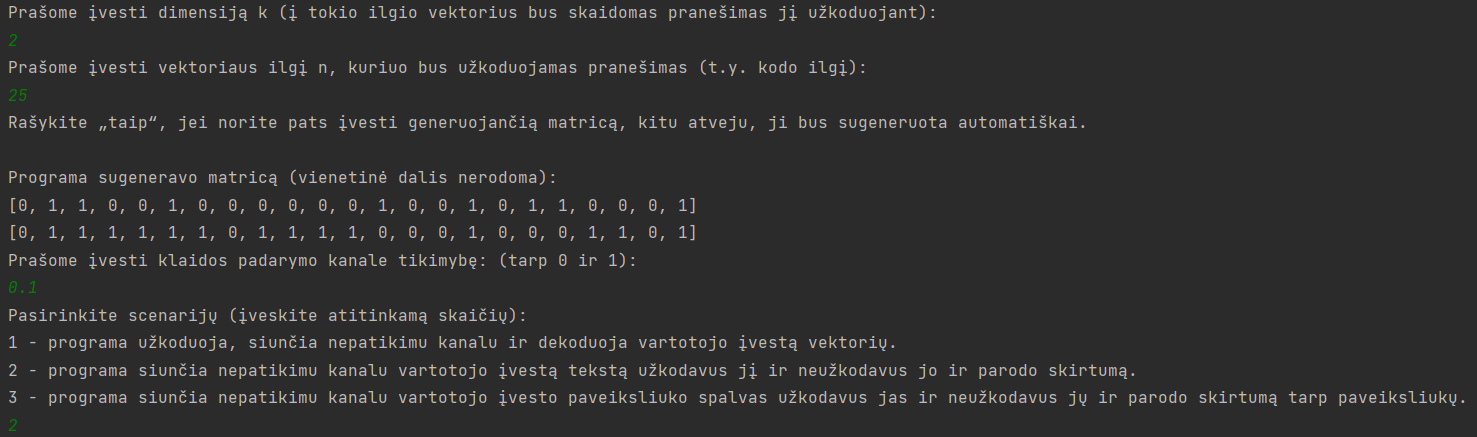 Prašome įvesti dimensiją k (į tokio ilgio vektorius bus skaidomas pranešimas jį užkoduojant):
2
Prašome įvesti vektoriaus ilgį n, kuriuo bus užkoduojamas pranešimas (t.y. kodo ilgį):
25
Rašykite „taip“, jei norite pats įvesti generuojančią matricą, kitu atveju, ji bus sugeneruota automatiškai.
Programa sugeneravo matricą (vienetinė dalis nerodoma):
[0, 1, 1, 0, 0, 1, 0, 0, 0, 0, 0, 0, 1, 0, 0, 1, 0, 1, 1, 0, 0, 0, 1]
[0, 1, 1, 1, 1, 1, 1, 0, 1, 1, 1, 1, 0, 0, 0, 1, 0, 0, 0, 1, 1, 0, 1]
Prašome įvesti klaidos padarymo kanale tikimybę: (tarp 0 ir 1):
0.1
Pasirinkite scenarijų (įveskite atitinkamą skaičių):
1 - programa užkoduoja, siunčia nepatikimu kanalu ir dekoduoja vartotojo įvestą vektorių.
2 - programa siunčia nepatikimu kanalu vartotojo įvestą tekstą užkodavus jį ir neužkodavus jo ir parodo skirtumą.
3 - programa siunčia nepatikimu kanalu vartotojo įvesto paveiksliuko spalvas užkodavus jas ir neužkodavus jų ir parodo skirtumą tarp paveiksliukų.
2